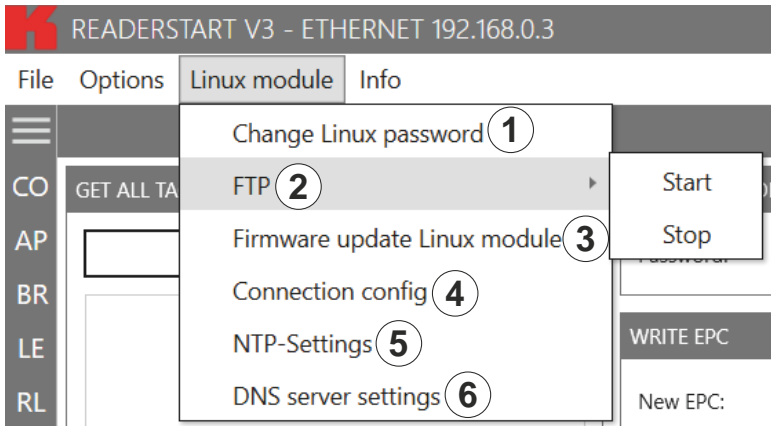 READERSTART V3 - ETHERNET 192.168.0.3
File Options Linux module Info
Change Linux password 1
CO GET ALL TA FTP 2 Start
AP Firmware update Linux module 3 Stop
BR Connection config 4
LE NTP-Settings 5 WRITE EPC
RL DNS server settings 6 New EPC: